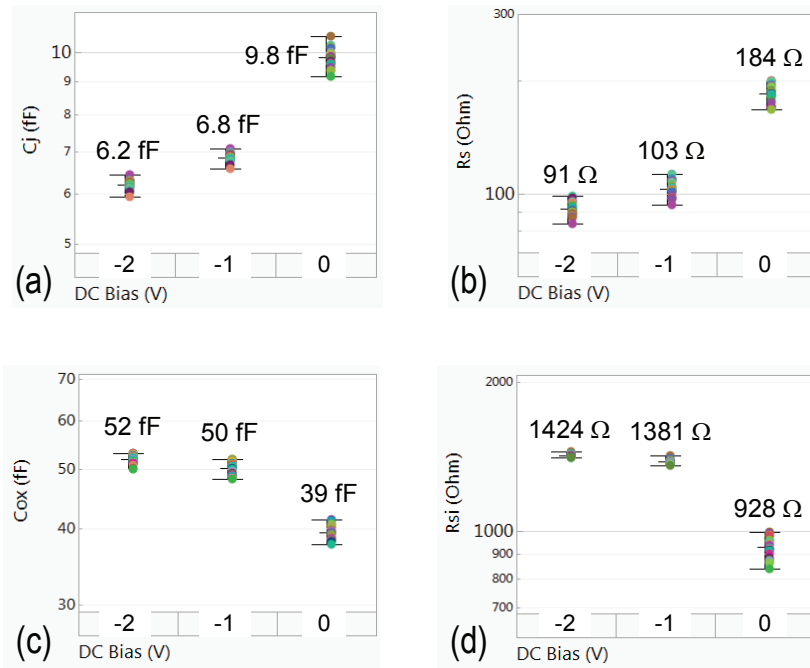 10
9.8 fF
9
Cj (fF)
8
7
6.8 fF
6.2 fF
6
5
-2
-1
0
(a)
DC Bias (V)
300
184 Ω
Rs (Ohm)
103 Ω
91 Ω
100
-2
-1
0
(b)
DC Bias (V)
70
60
52 fF
50 fF
50
Cox (fF)
39 fF
40
30
-2
-1
0
(c)
DC Bias (V)
2000
1424 Ω
1381 Ω
Rsi (Ohm)
928 Ω
1000
900
800
700
-2
-1
0
(d)
DC Bias (V)